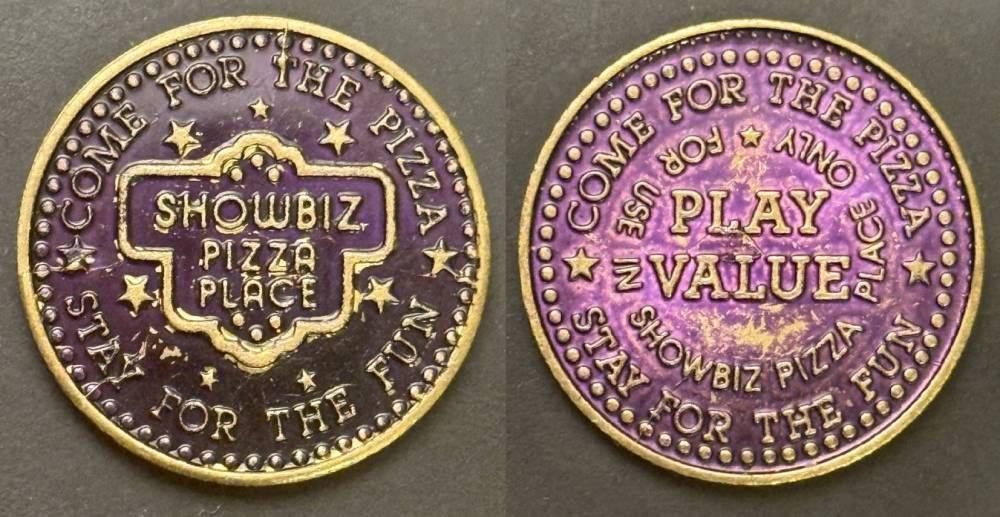 COME FOR THE PIZZA
SHOWBIZ
PIZZA
PLACE
STAY FOR THE FUN
COME FOR THE PIZZA
FOR USE IN SHOWBIZ PIZZA PLACE ONLY
PLAY
VALUE
STAY FOR THE FUN